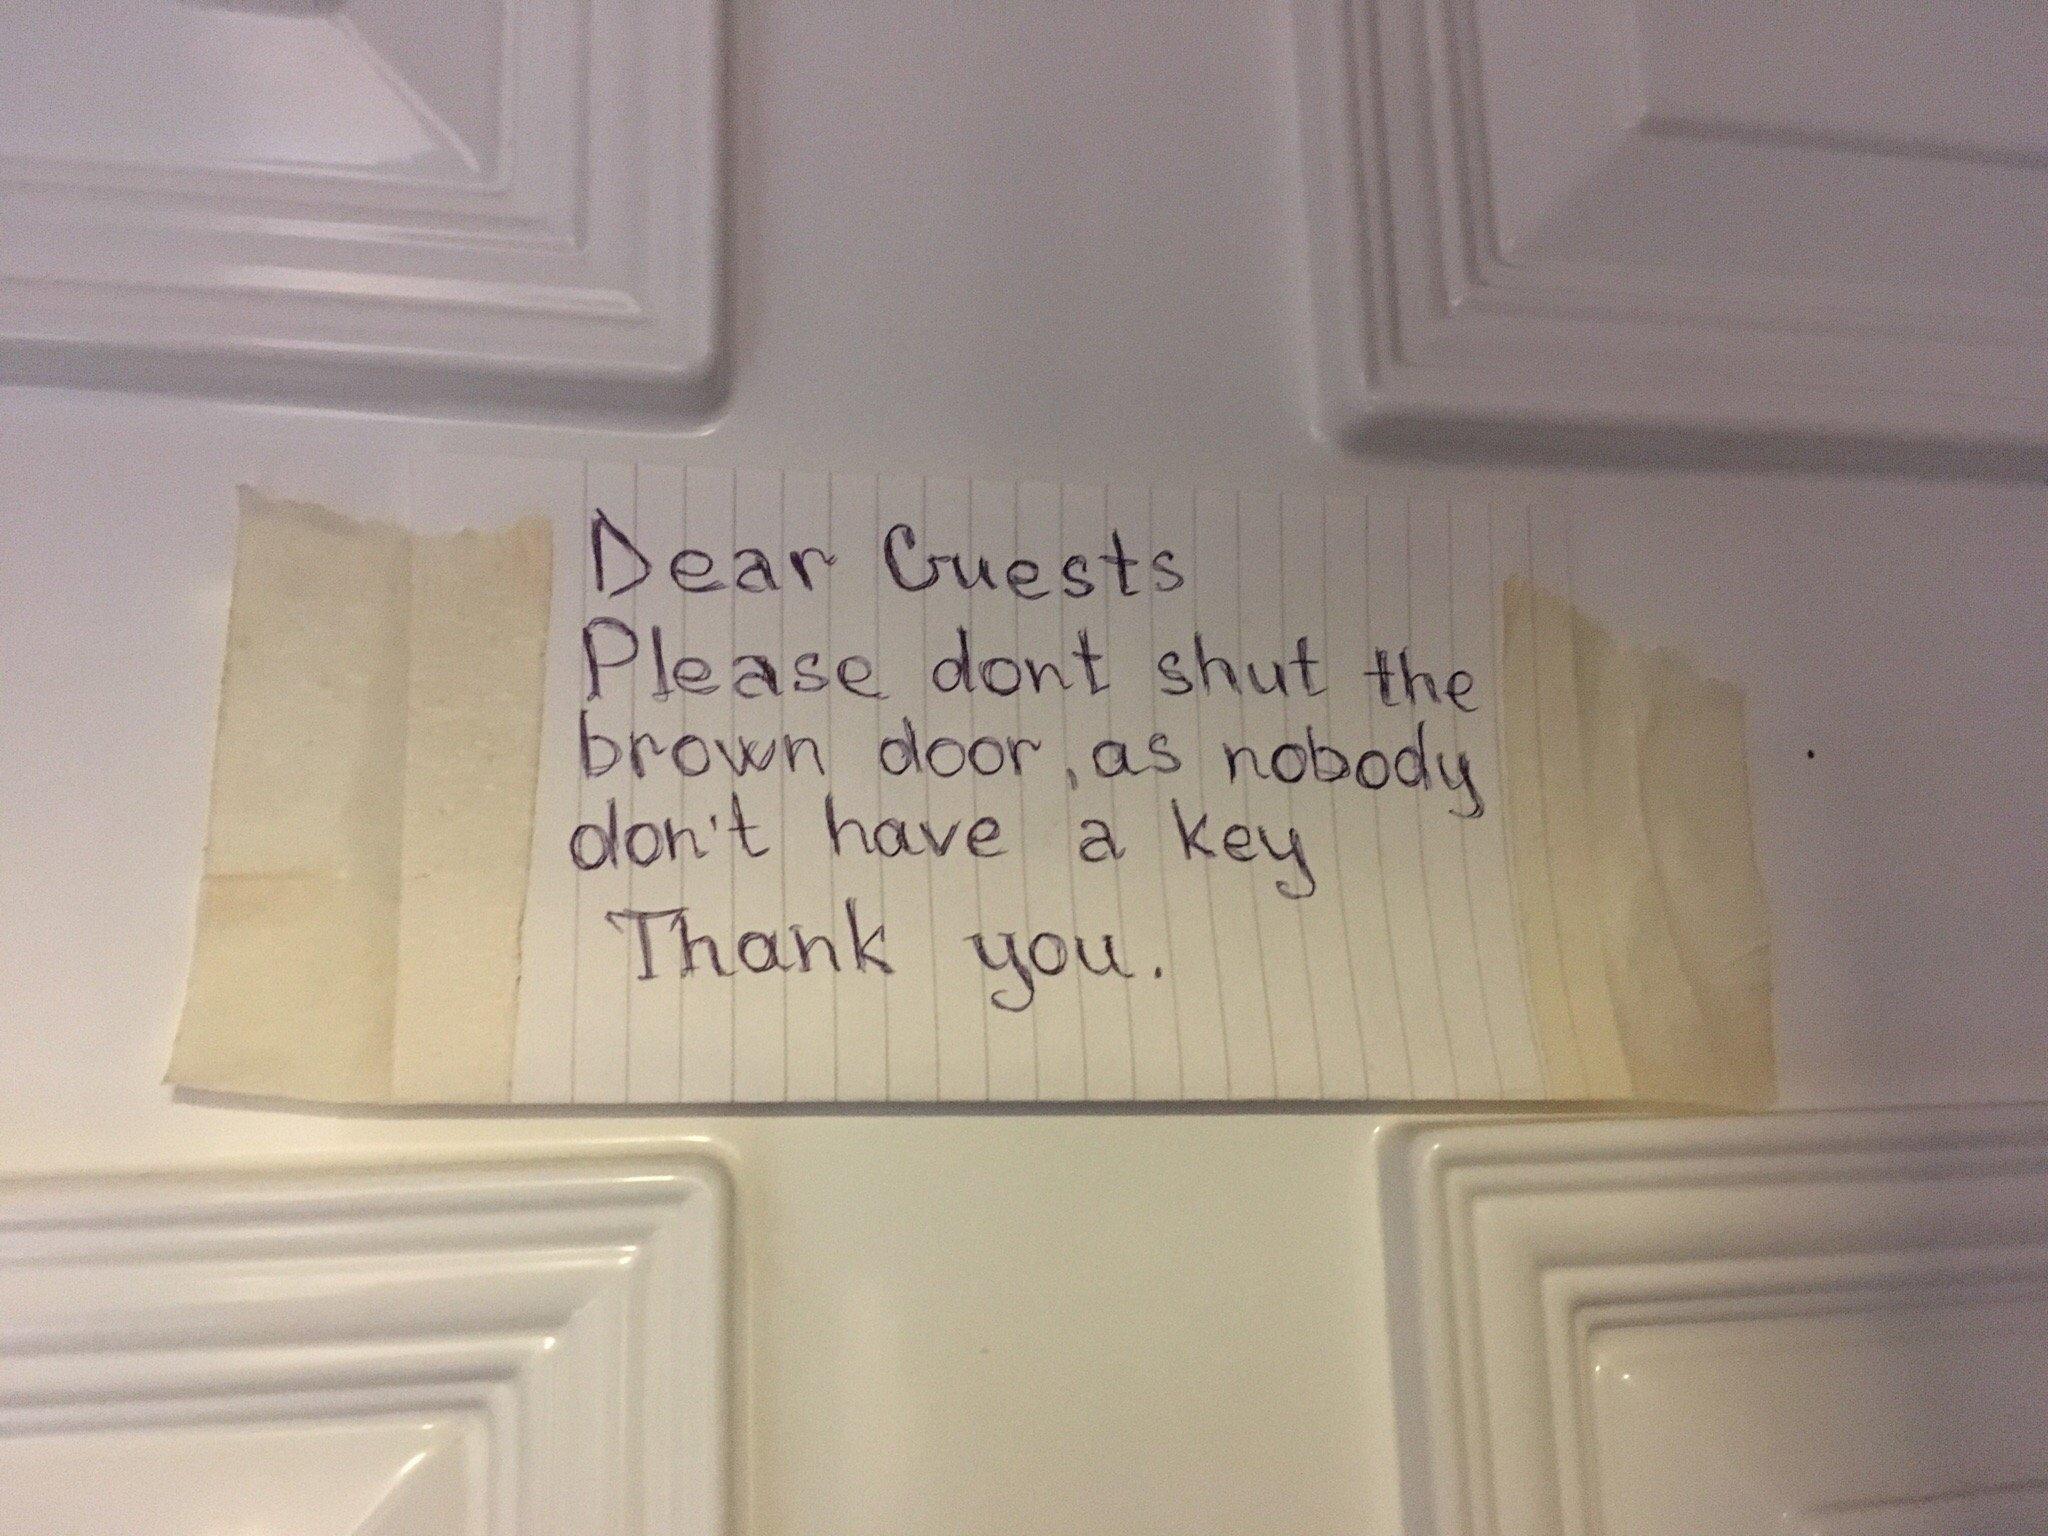 Dear Guests
Please dont shut the
brown door, as nobody
don't have a key
Thank you.